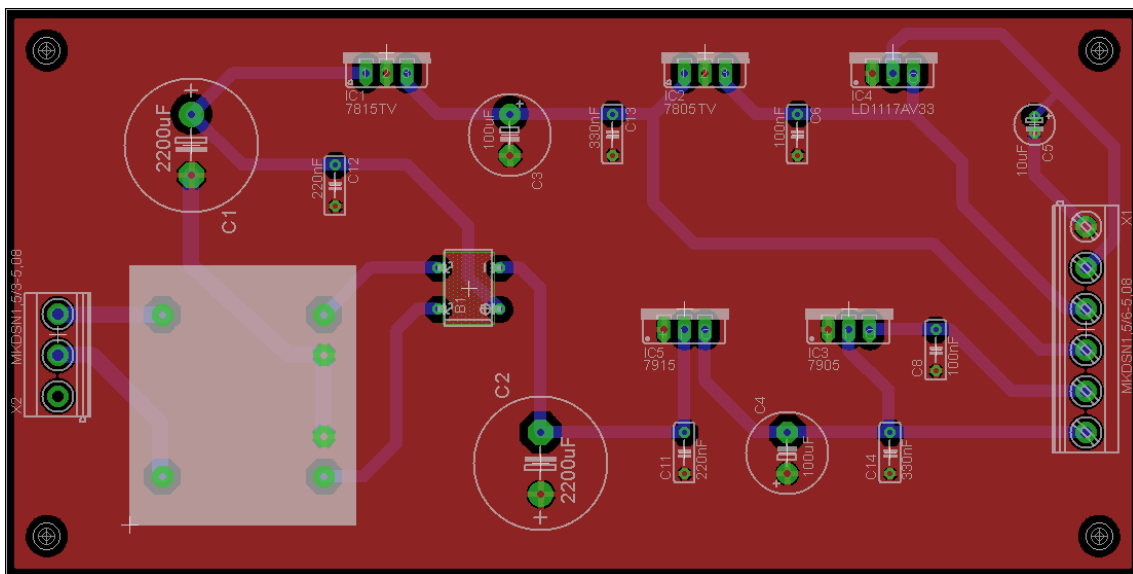 IC1
7815TV
2200uF
C1
220nF
C12
100uF
C3
330nF
C13
IC2
7805TV
100nF
C6
IC4
LD1117AV33
10uF
C5
X1
MKDSN1,5/6-5,08
MKDSN1,5/3-5,08
X2
B1
IC5
7915
IC3
7905
C8
100nF
C2
2200uF
C11
220nF
C4
100uF
C14
330nF